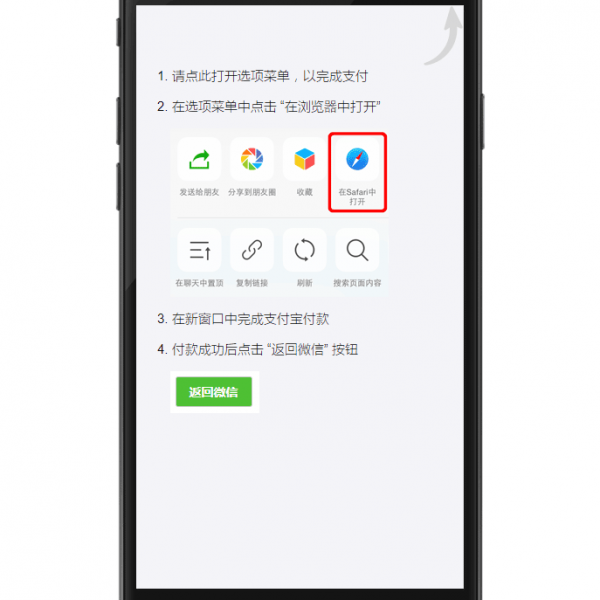 1. 请点此打开选项菜单，以完成支付
2. 在选项菜单中点击 “在浏览器中打开”
发送给朋友 分享到朋友圈 收藏 在Safari中
打开
在聊天中置顶 复制链接 刷新 搜索页面内容
3. 在新窗口中完成支付宝付款
4. 付款成功后点击 “返回微信” 按钮
返回微信